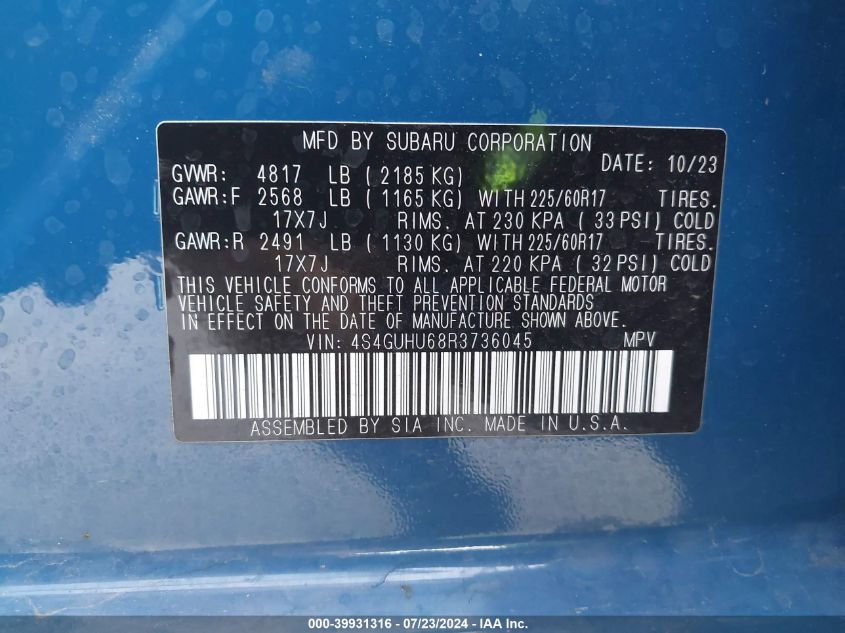 MFD BY SUBARU CORPORATION
DATE: 10/23
GVWR: 4817 LB (2185 KG)
GAWR:F 2568 LB (1165 KG) WITH 225/60R17 TIRES.
17X7J RIMS. AT 230 KPA (33 PSI) COLD
GAWR:R 2491 LB (1130 KG) WITH 225/60R17 TIRES.
17X7J RIMS. AT 220 KPA (32 PSI) COLD
THIS VEHICLE CONFORMS TO ALL APPLICABLE FEDERAL MOTOR
VEHICLE SAFETY AND THEFT PREVENTION STANDARDS
IN EFFECT ON THE DATE OF MANUFACTURE SHOWN ABOVE.
VIN: 4S4GUHU68R3736045 MPV
ASSEMBLED BY SIA INC. MADE IN U.S.A.
000-39931316 - 07/23/2024 - IAA Inc.